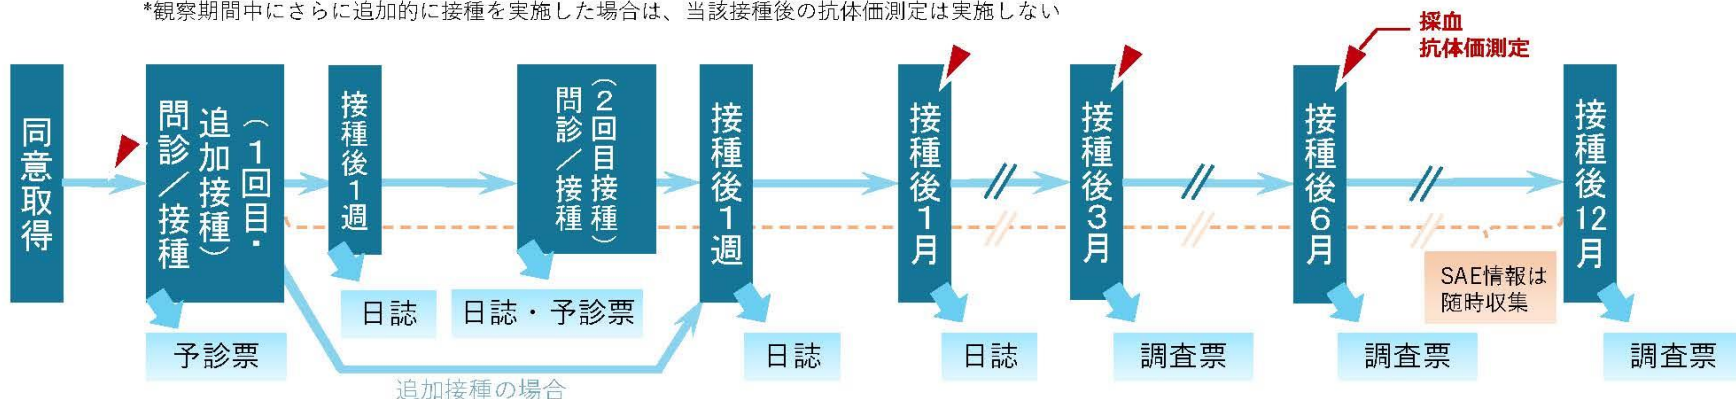 *観察期間中にさらに追加的に接種を実施した場合は、当該接種後の抗体価測定は実施しない
採血
抗体価測定
同意取得
（１回目・
追加接種）
問診／接種
接種後１週
（２回目接種）
問診／接種
接種後１週
接種後１月
接種後３月
接種後６月
接種後12月
SAE情報は
随時収集
予診票
日誌
日誌・予診票
日誌
日誌
調査票
調査票
調査票
追加接種の場合